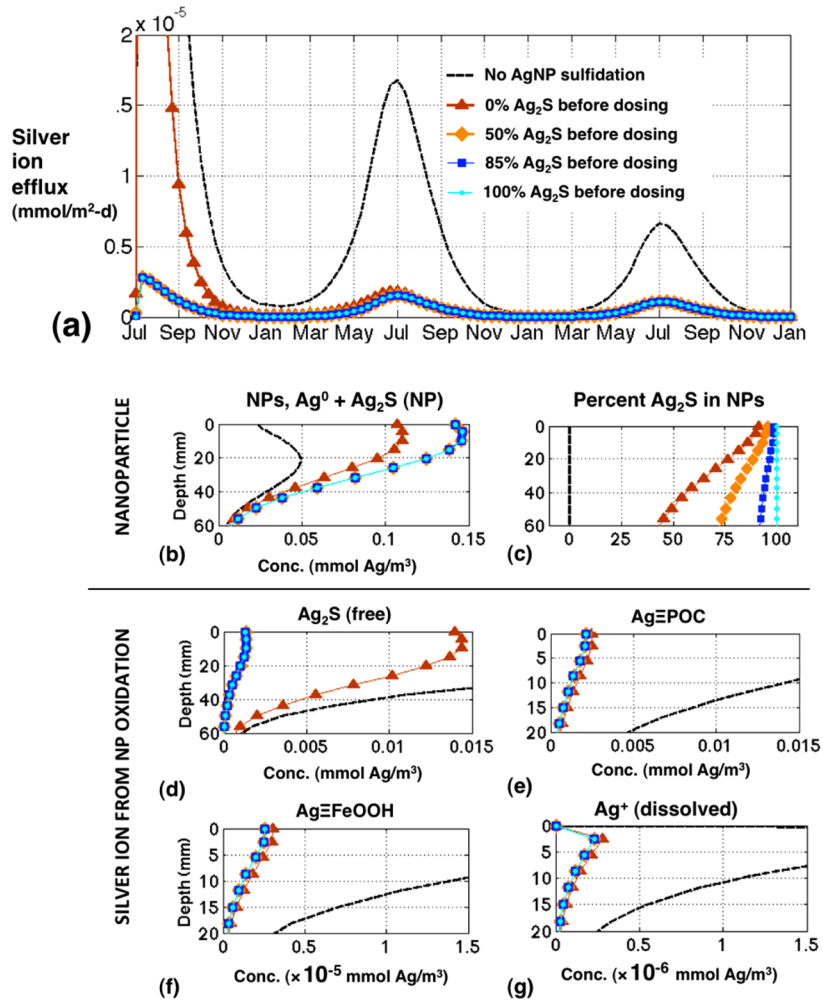 × 10⁻⁵
2
.5
1
0.5
0
Silver
ion
efflux
(mmol/m²-d)
No AgNP sulfidation
0% Ag₂S before dosing
50% Ag₂S before dosing
85% Ag₂S before dosing
100% Ag₂S before dosing
(a)
Jul Sep Nov Jan Mar May Jul Sep Nov Jan Mar May Jul Sep Nov Jan
NANOPARTICLE
NPs, Ag⁰ + Ag₂S (NP)
Depth (mm)
0
20
40
60
0 0.05 0.1 0.15
(b)
Conc. (mmol Ag/m³)
Percent Ag₂S in NPs
0
20
40
60
0 25 50 75 100
(c)
SILVER ION FROM NP OXIDATION
Ag₂S (free)
Depth (mm)
0
20
40
60
0 0.005 0.01 0.015
Conc. (mmol Ag/m³)
(d)
Ag≡POC
0
5
10
15
20
0 0.005 0.01 0.015
Conc. (mmol Ag/m³)
(e)
Ag≡FeOOH
Depth (mm)
0
5
10
15
20
0 0.5 1 1.5
(f)
Conc. (×10⁻⁵ mmol Ag/m³)
Ag⁺ (dissolved)
0
5
10
15
20
0 0.5 1 1.5
(g)
Conc. (×10⁻⁶ mmol Ag/m³)